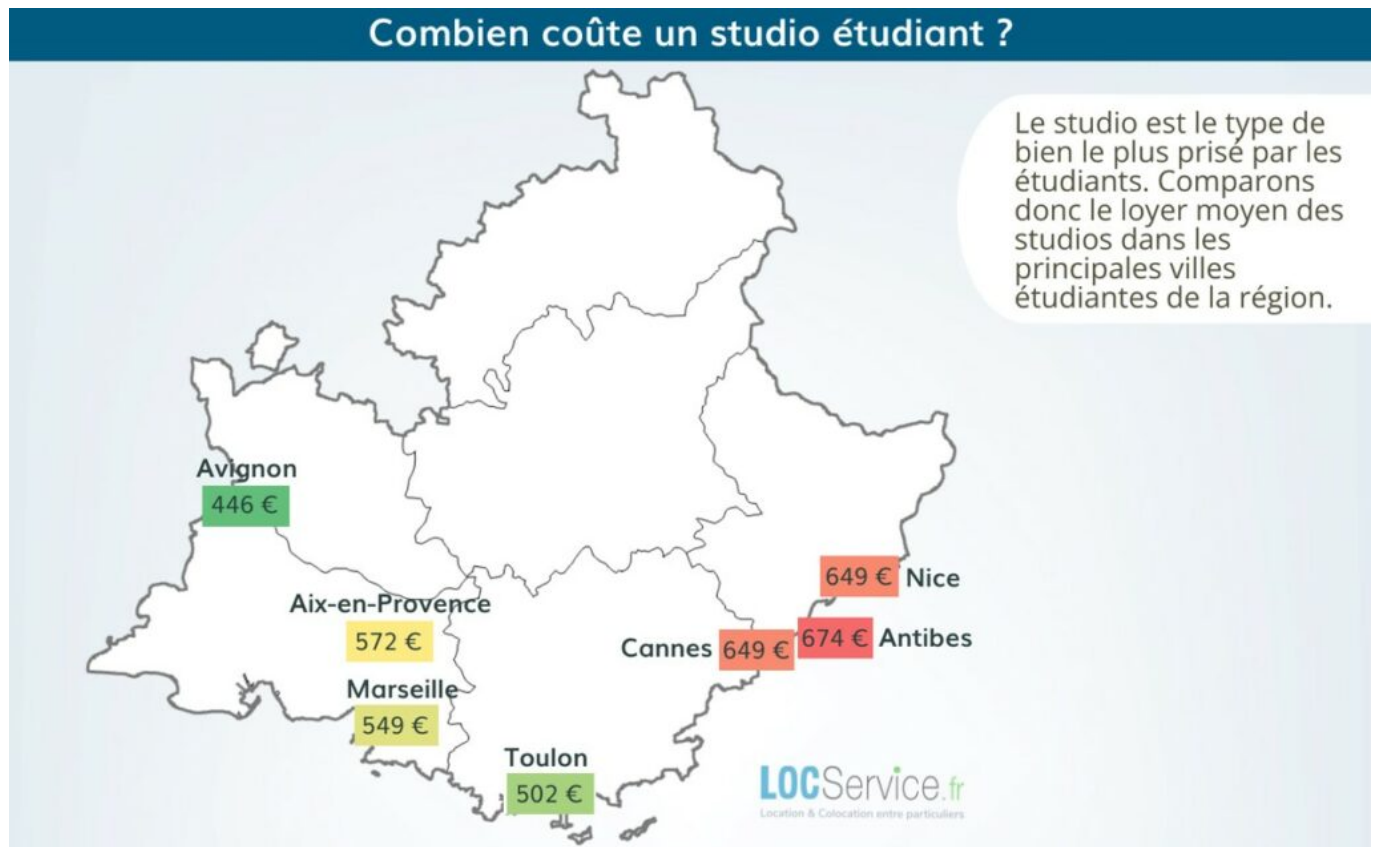 Combien coûte un studio étudiant ?
Le studio est le type de
bien le plus prisé par les
étudiants. Comparons
donc le loyer moyen des
studios dans les
principales villes
étudiantes de la région.
Avignon
446 €
649 € Nice
Aix-en-Provence
572 €
Cannes 649 € 674 € Antibes
Marseille
549 €
Toulon
502 €
LOCService.fr
Location & Colocation entre particuliers